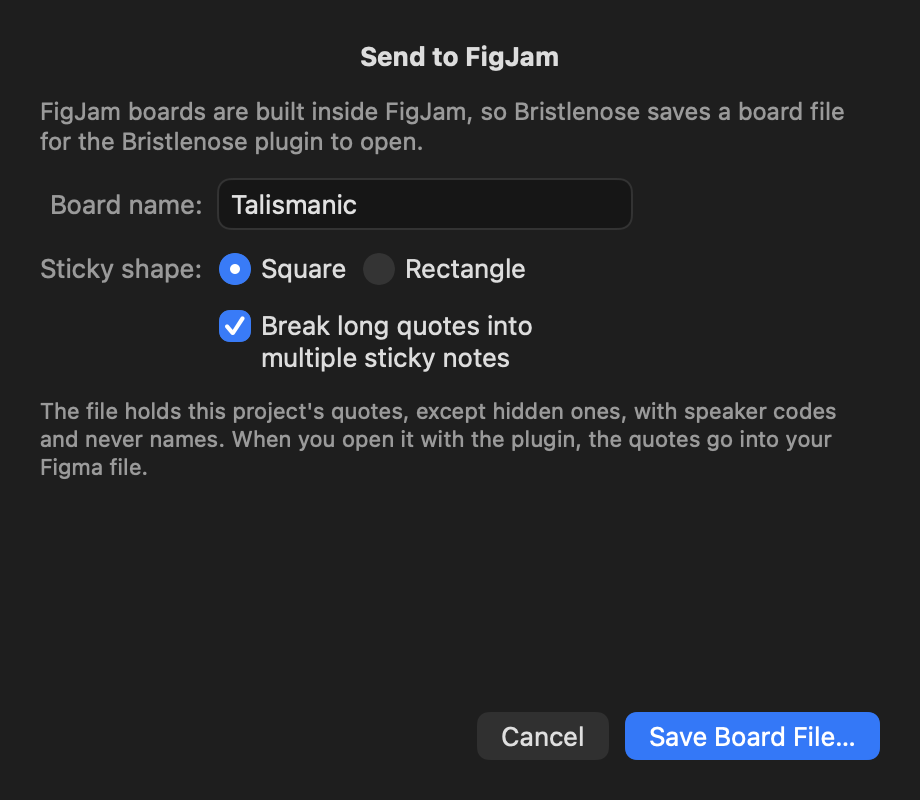 Send to FigJam
FigJam boards are built inside FigJam, so Bristlenose saves a board file
for the Bristlenose plugin to open.
Board name: Talismanic
Sticky shape: Square Rectangle
Break long quotes into
multiple sticky notes
The file holds this project's quotes, except hidden ones, with speaker codes
and never names. When you open it with the plugin, the quotes go into your
Figma file.
Cancel Save Board File...